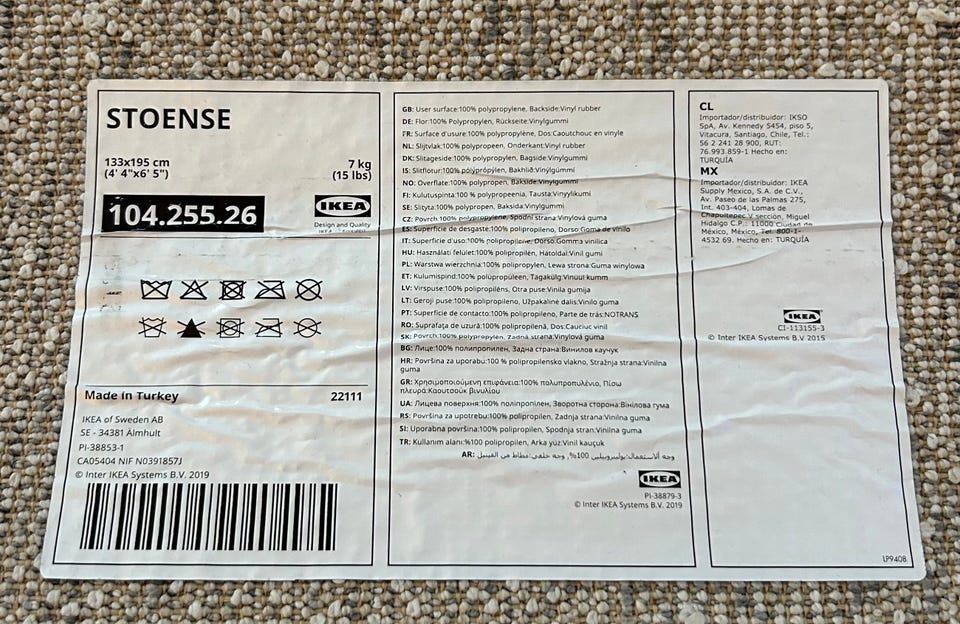 STOENSE
133x195 cm
(4' 4"x6' 5")
7 kg
(15 lbs)
104.255.26
IKEA
Design and Quality
Made in Turkey
22111
IKEA of Sweden AB
SE - 34381 Älmhult
PI-38853-1
CA05404 NIF N0391857J
© Inter IKEA Systems B.V. 2019
GB: User surface:100% polypropylene, Backside:Vinyl rubber
DE: Flor:100% Polypropylen, Rückseite:Vinylgummi
FR: Surface d'usure:100% polypropylène, Dos:Caoutchouc en vinyle
NL: Slijtvlak:100% polypropeen, Onderkant:Vinyl rubber
DK: Slitageside:100% polypropylen, Bagside:Vinylgummi
IS: Slitflötur:100% pólýprópýlen, Bakhlið:Vinylgúmmí
NO: Overflate:100% polypropen, Bakside:Vinylgummi
FI: Kulutuspinta:100 % polypropeenia, Tausta:Vinyylikumi
SE: Slityta:100% polypropen, Baksida:Vinylgummi
CZ: Povrch:100% polypropylene, Spodní strana:Vinylová guma
ES: Superficie de desgaste:100% polipropileno, Dorso:Goma de vinilo
IT: Superficie d'uso:100% polipropilene, Dorso:Gomma vinilica
HU: Használati felület:100% polipropilén, Hátoldal:Vinil gumi
PL: Warstwa wierzchnia:100% polipropylen, Lewa strona:Guma winylowa
ET: Kulumispind:100% polüpropüleen, Tagakülg:Vinüül kumm
LV: Virspuse:100% polipropilēns, Otra puse:Vinila gumija
LT: Geroji pusė:100% polipropilenas, Užpakalinė dalis:Vinilo guma
PT: Superfície de contacto:100% polipropileno, Parte de trás:NOTRANS
RO: Suprafaţa de uzură:100% polipropilenă, Dos:Cauciuc vinil
SK: Povrch:100% polypropylén, Zadná strana:Vinylová guma
BG: Лице:100% полипропилен, Задна страна:Винилов каучук
HR: Površina za uporabu:100 % polipropilensko vlakno, Stražnja strana:Vinilna
guma
GR: Χρησιμοποιούμενη επιφάνεια:100% πολυπροπυλένιο, Πίσω
πλευρά:Καουτσούκ βινυλίου
UA: Лицева поверхня:100% поліпропілен, Зворотна сторона:Вінілова гума
RS: Površina za upotrebu:100% polipropilen, Zadnja strana:Vinilna guma
SI: Uporabna površina:100% polipropilen, Spodnja stran:Vinilna guma
TR: Kullanım alanı:%100 polipropilen, Arka yüz:Vinil kauçuk
AR: وجه الاستعمال:بوليبروبيلين 100%, وجه خلفي:مطاط من الفينيل
IKEA
PI-38879-3
© Inter IKEA Systems B.V. 2019
CL
Importador/distribuidor: IKSO
SpA, Av. Kennedy 5454, piso 5,
Vitacura, Santiago, Chile, Tel.:
56 2 241 28 900, RUT:
76.993.859-1 Hecho en:
TURQUÍA
MX
Importador/distribuidor: IKEA
Supply Mexico, S.A. de C.V.,
Av. Paseo de las Palmas 275,
Int. 403-404, Lomas de
Chapultepec V sección, Miguel
Hidalgo C.P.: 11000 Ciudad de
México, México, Tel. 800-1-
4532 69. Hecho en: TURQUÍA
IKEA
CI-113155-3
© Inter IKEA Systems B.V 2015
LP9408